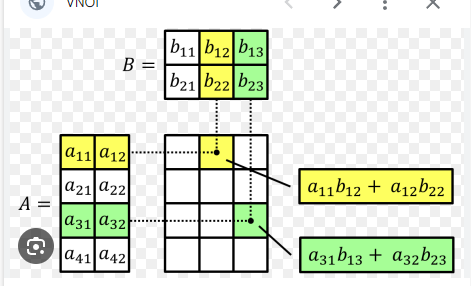 VNOI
B = b₁₁ b₁₂ b₁₃
b₂₁ b₂₂ b₂₃
a₁₁ a₁₂
a₂₁ a₂₂
A =
a₃₁ a₃₂
a₄₁ a₄₂
a₁₁b₁₂ + a₁₂b₂₂
a₃₁b₁₃ + a₃₂b₂₃